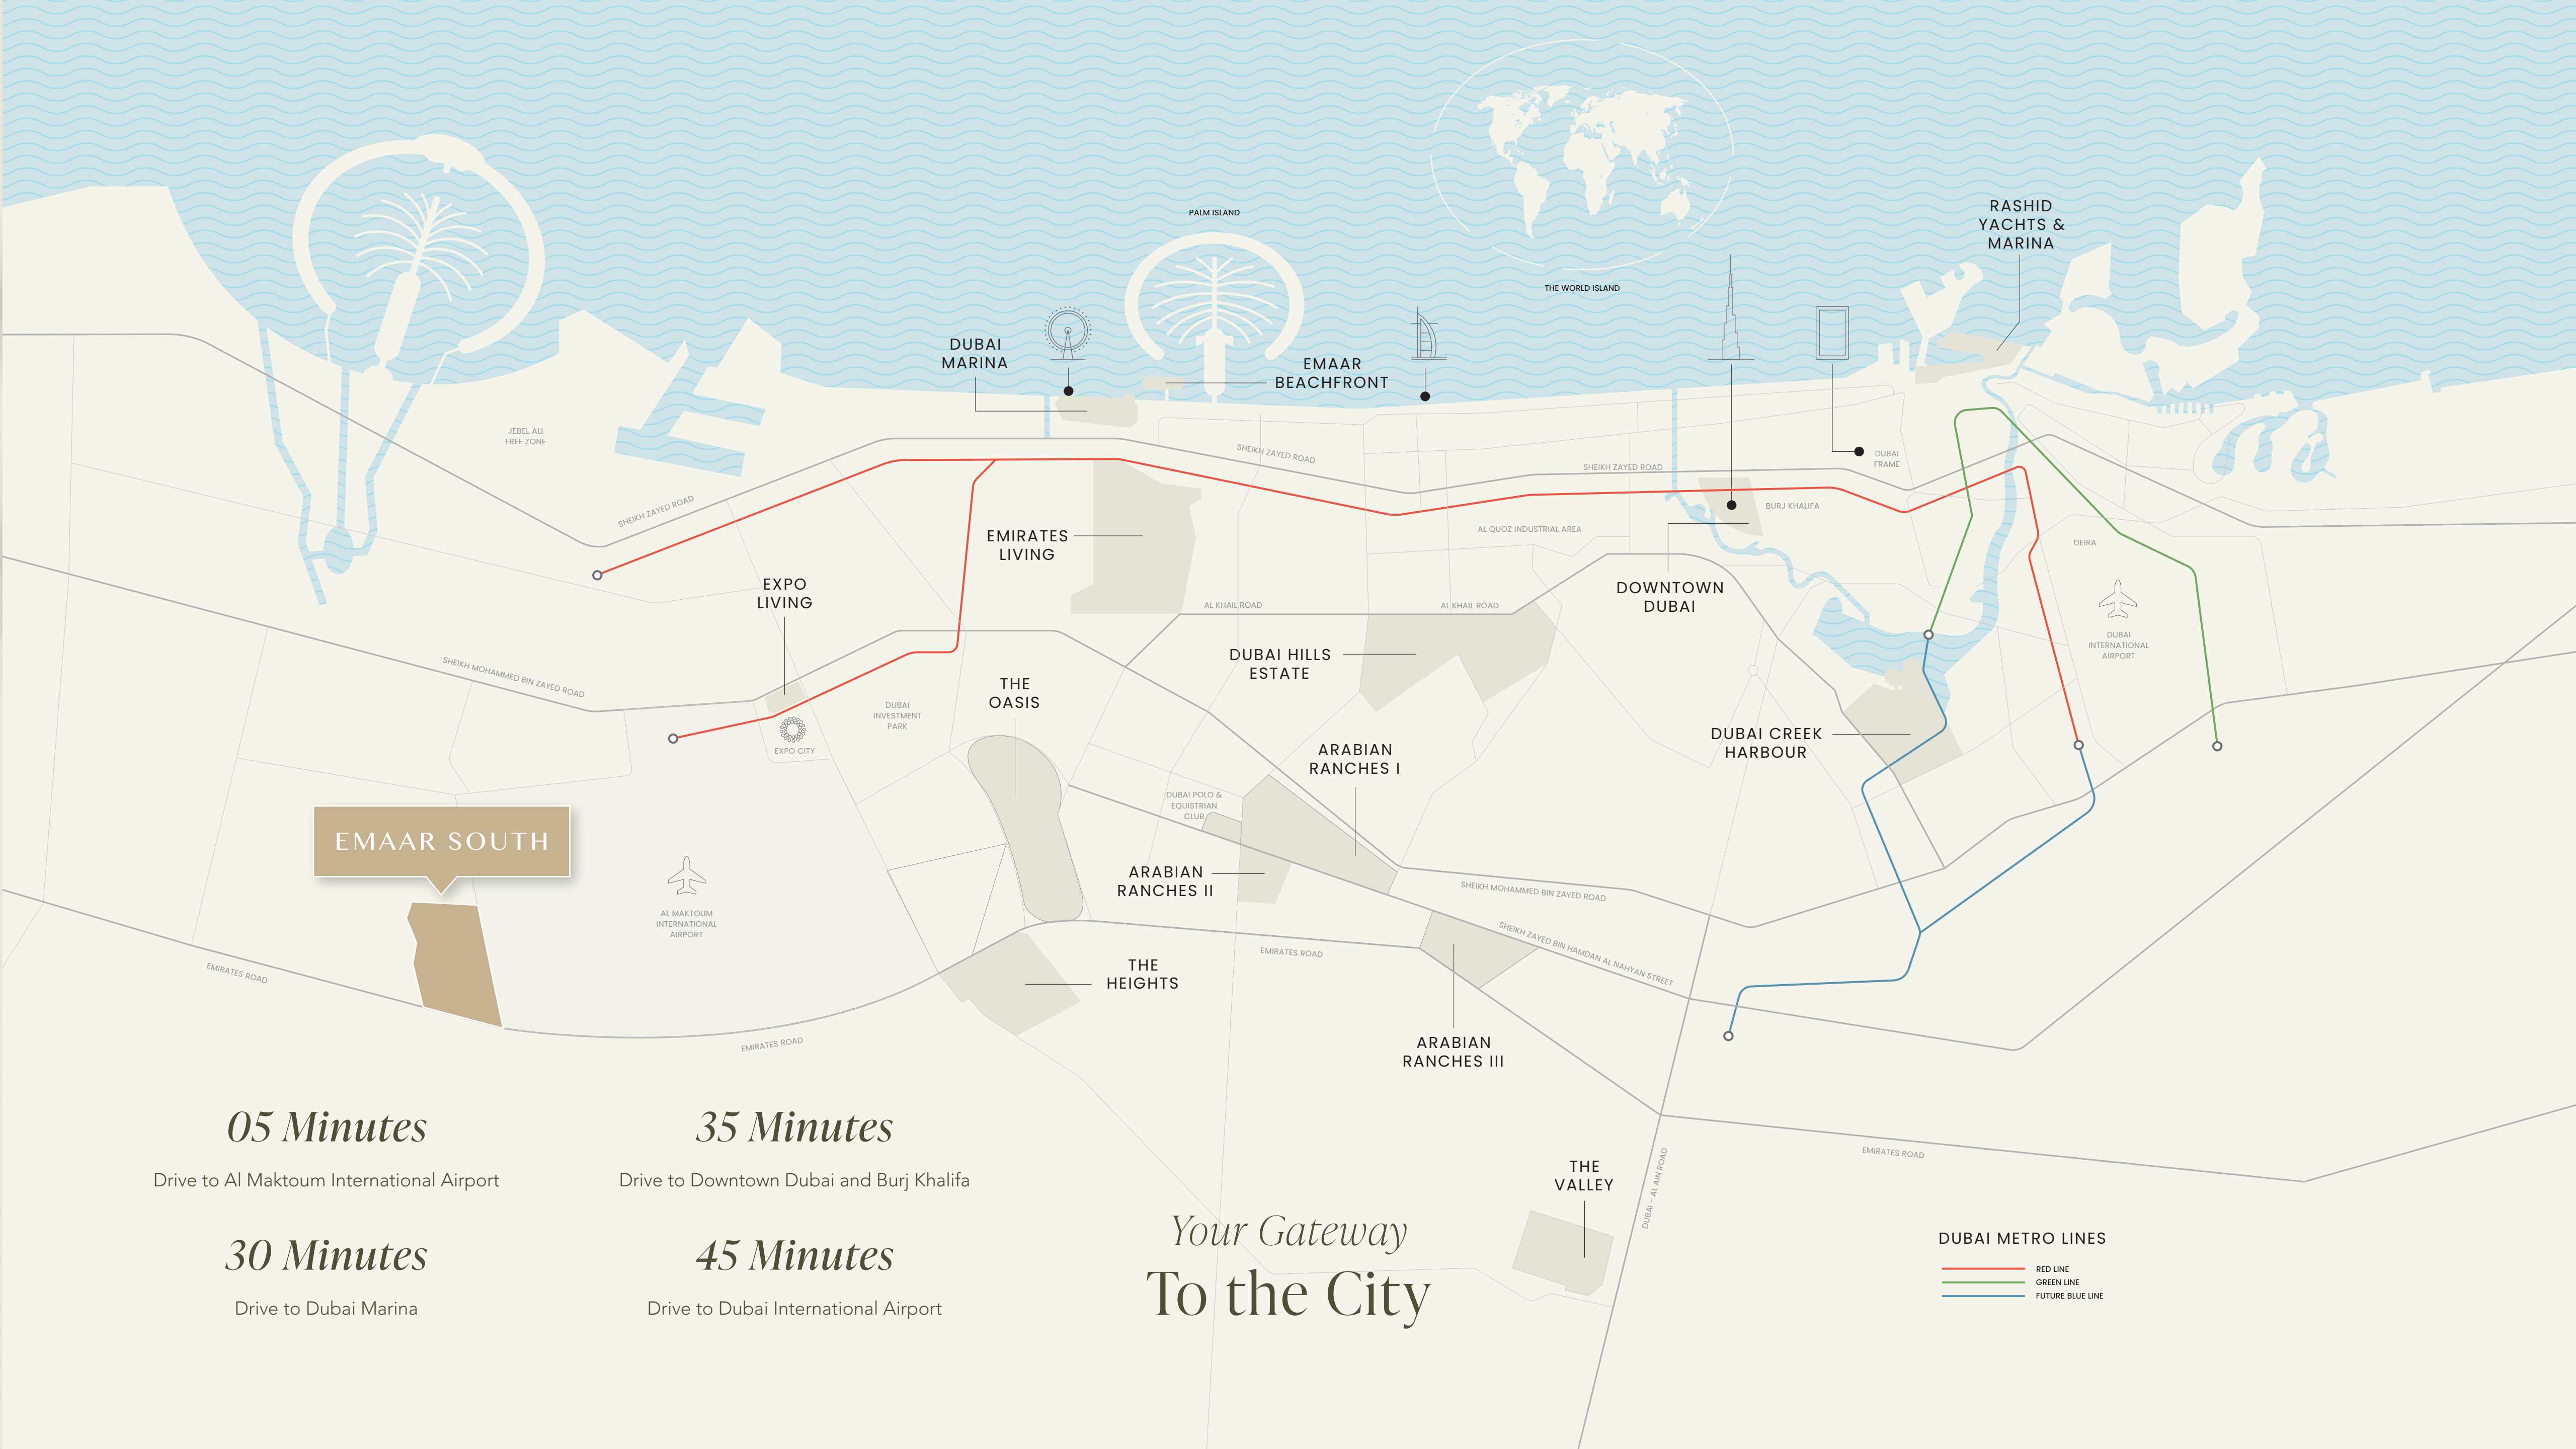 RASHID
YACHTS &
MARINA
PALM ISLAND
THE WORLD ISLAND
DUBAI
MARINA
EMAAR
BEACHFRONT
JEBEL ALI
FREE ZONE
SHEIKH ZAYED ROAD
SHEIKH ZAYED ROAD
SHEIKH ZAYED ROAD
DUBAI
FRAME
BURJ KHALIFA
AL QUOZ INDUSTRIAL AREA
DEIRA
EMIRATES
LIVING
EXPO
LIVING
DOWNTOWN
DUBAI
AL KHAIL ROAD
AL KHAIL ROAD
DUBAI
INTERNATIONAL
AIRPORT
DUBAI HILLS
ESTATE
SHEIKH MOHAMMED BIN ZAYED ROAD
THE
OASIS
DUBAI
INVESTMENT
PARK
EXPO CITY
DUBAI CREEK
HARBOUR
ARABIAN
RANCHES I
DUBAI POLO &
EQUISTRIAN
CLUB
EMAAR SOUTH
ARABIAN
RANCHES II
SHEIKH MOHAMMED BIN ZAYED ROAD
AL MAKTOUM
INTERNATIONAL
AIRPORT
SHEIKH ZAYED BIN HAMDAN AL NAHYAN STREET
EMIRATES ROAD
EMIRATES ROAD
THE
HEIGHTS
EMIRATES ROAD
ARABIAN
RANCHES III
EMIRATES ROAD
DUBAI - AL AIN ROAD
THE
VALLEY
05 Minutes
Drive to Al Maktoum International Airport
35 Minutes
Drive to Downtown Dubai and Burj Khalifa
30 Minutes
Drive to Dubai Marina
45 Minutes
Drive to Dubai International Airport
Your Gateway
To the City
DUBAI METRO LINES
RED LINE
GREEN LINE
FUTURE BLUE LINE